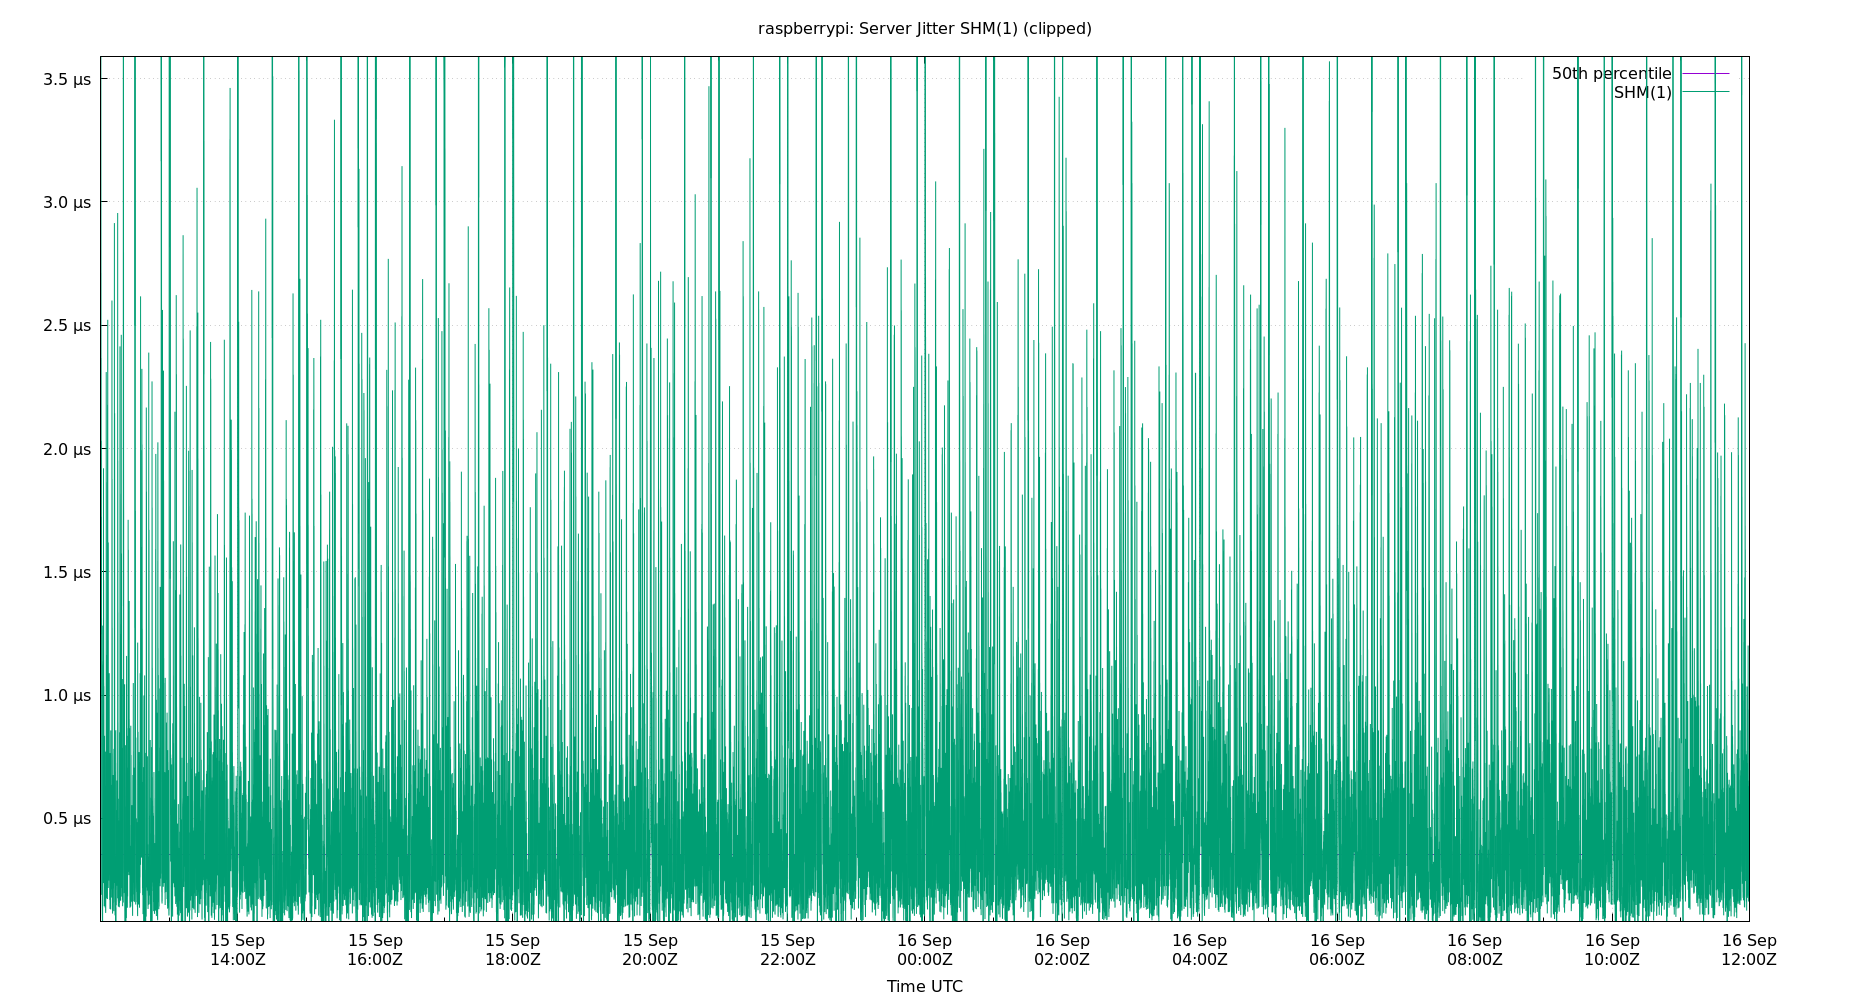 raspberrypi: Server Jitter SHM(1) (clipped)
50th percentile
SHM(1)
3.5 µs
3.0 µs
2.5 µs
2.0 µs
1.5 µs
1.0 µs
0.5 µs
15 Sep 15 Sep 15 Sep 15 Sep 15 Sep 16 Sep 16 Sep 16 Sep 16 Sep 16 Sep 16 Sep 16 Sep
14:00Z 16:00Z 18:00Z 20:00Z 22:00Z 00:00Z 02:00Z 04:00Z 06:00Z 08:00Z 10:00Z 12:00Z
Time UTC